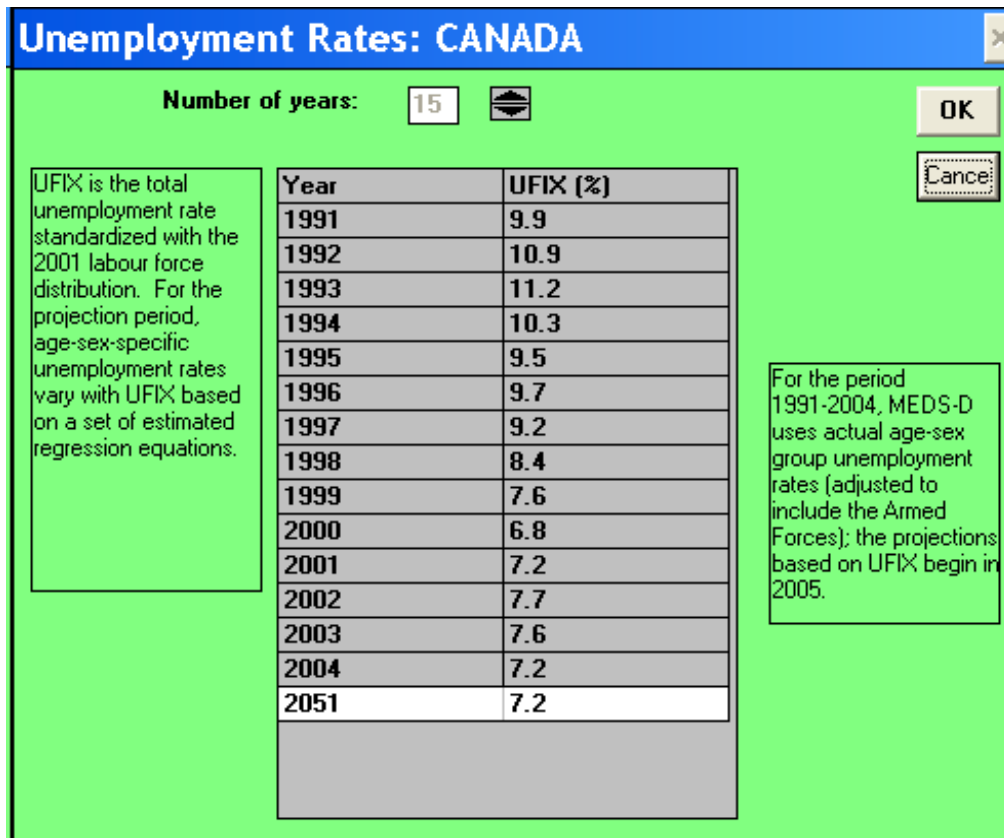 Unemployment Rates: CANADA
Number of years: 15
OK
Cance
UFIX is the total
unemployment rate
standardized with the
2001 labour force
distribution. For the
projection period,
age-sex-specific
unemployment rates
vary with UFIX based
on a set of estimated
regression equations.
Year UFIX (%)
1991 9.9
1992 10.9
1993 11.2
1994 10.3
1995 9.5
1996 9.7
1997 9.2
1998 8.4
1999 7.6
2000 6.8
2001 7.2
2002 7.7
2003 7.6
2004 7.2
2051 7.2
For the period
1991-2004, MEDS-D
uses actual age-sex
group unemployment
rates (adjusted to
include the Armed
Forces); the projections
based on UFIX begin in
2005.